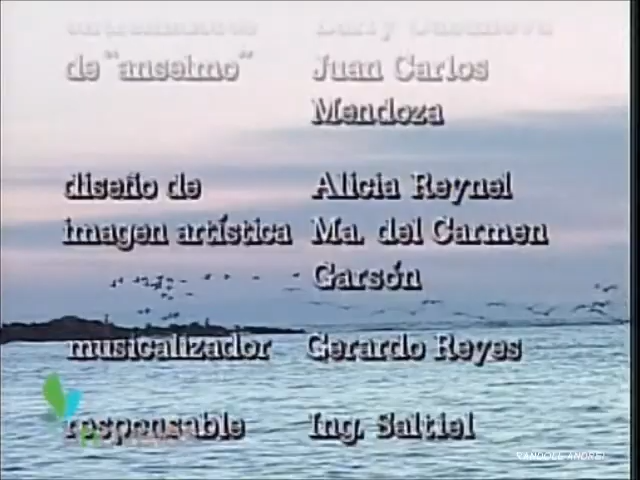 de "anselmo" Juan Carlos
Mendoza
diseño de Alicia Reynel
imagen artística Ma. del Carmen
Garsón
musicalizador Gerardo Reyes
responsable Ing. Saltiel